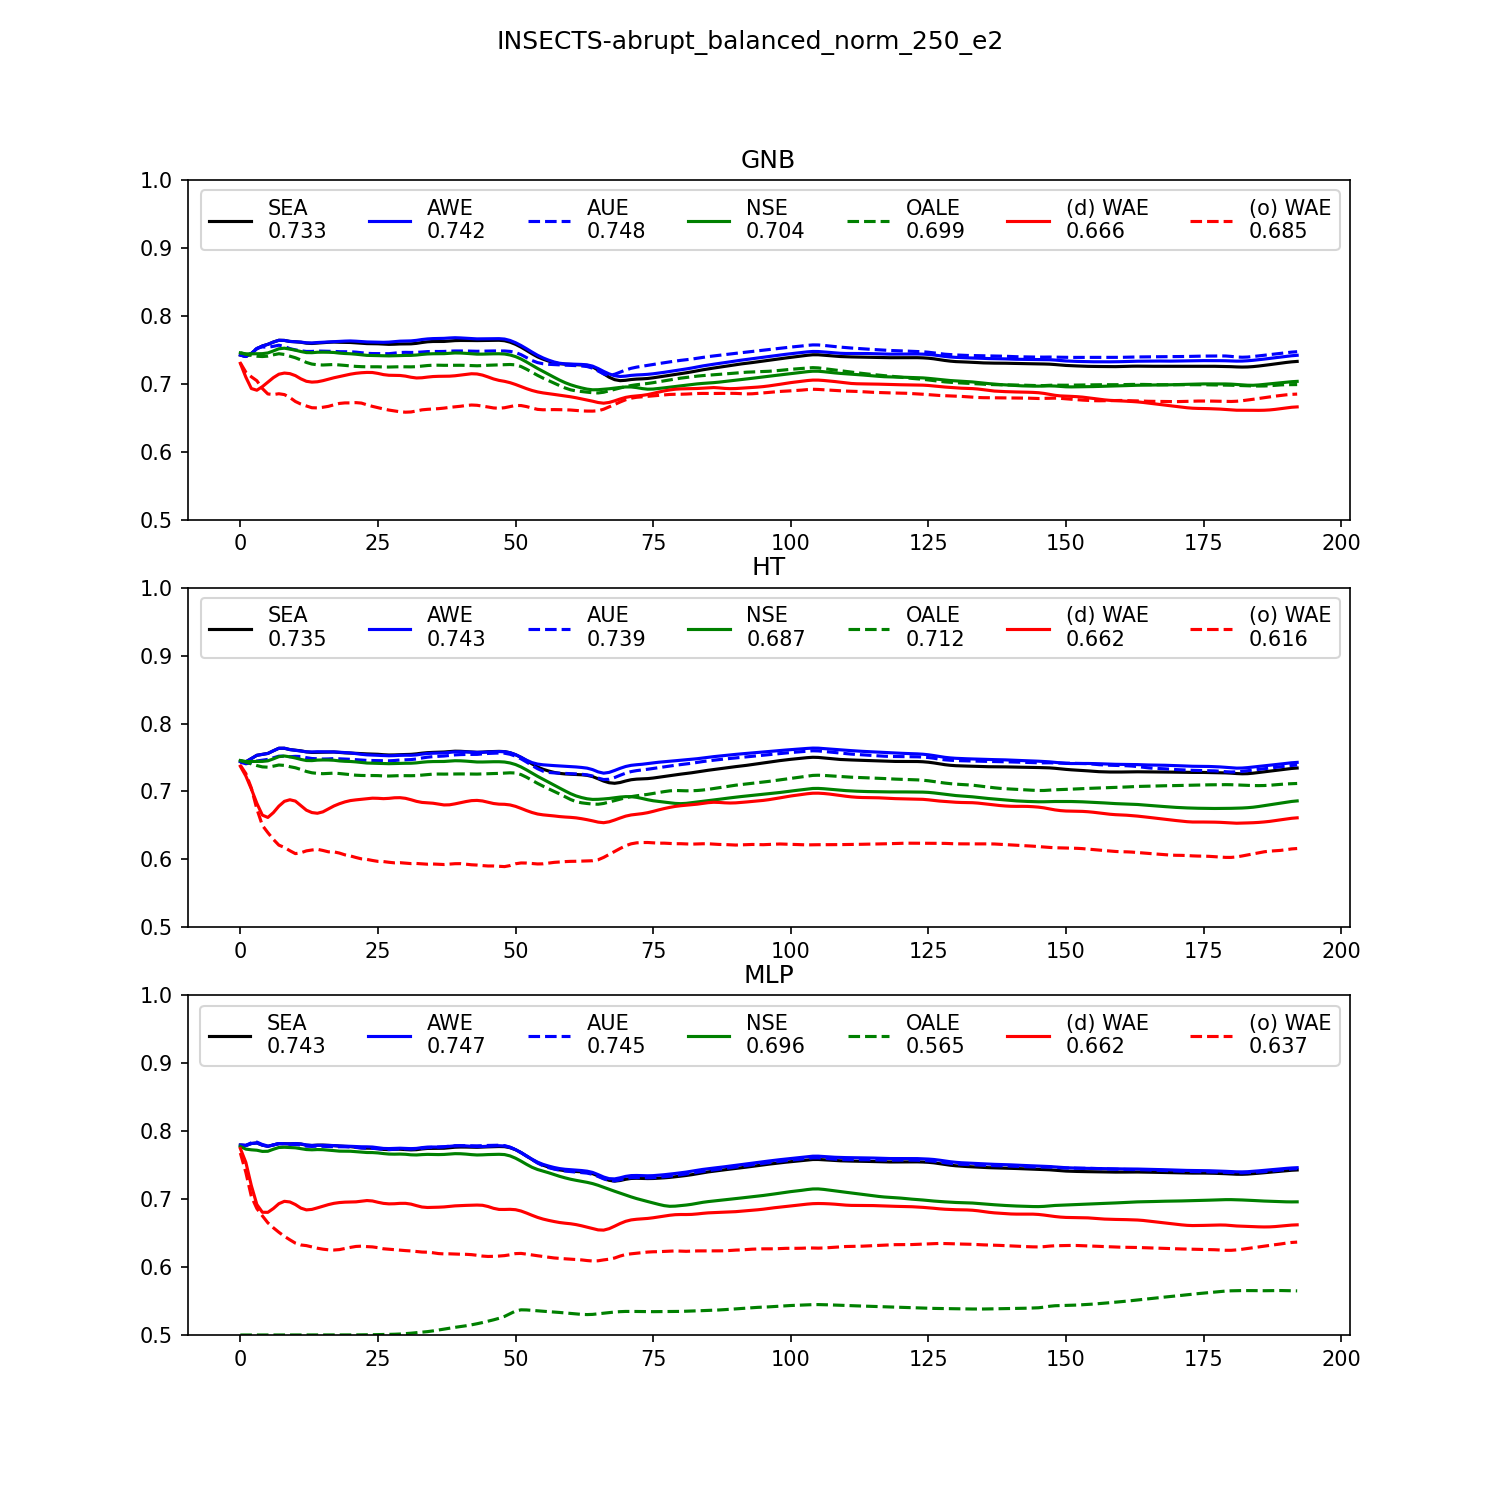 INSECTS-abrupt_balanced_norm_250_e2
GNB
SEA AWE AUE NSE OALE (d) WAE (o) WAE
0.733 0.742 0.748 0.704 0.699 0.666 0.685
1.0
0.9
0.8
0.7
0.6
0.5
0 25 50 75 100 125 150 175 200
HT
SEA AWE AUE NSE OALE (d) WAE (o) WAE
0.735 0.743 0.739 0.687 0.712 0.662 0.616
1.0
0.9
0.8
0.7
0.6
0.5
0 25 50 75 100 125 150 175 200
MLP
SEA AWE AUE NSE OALE (d) WAE (o) WAE
0.743 0.747 0.745 0.696 0.565 0.662 0.637
1.0
0.9
0.8
0.7
0.6
0.5
0 25 50 75 100 125 150 175 200